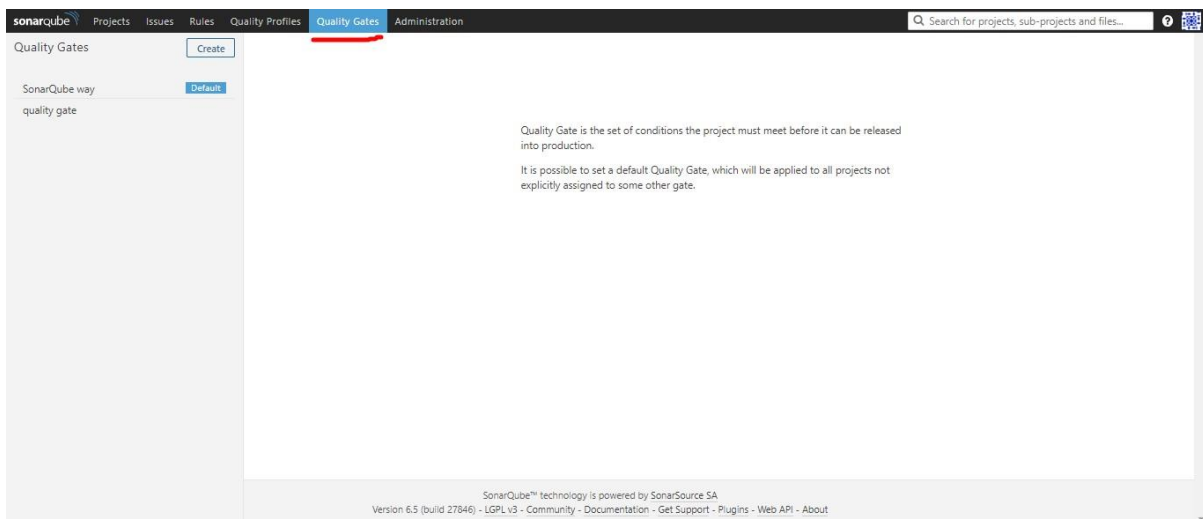 sonarqube Projects Issues Rules Quality Profiles Quality Gates Administration Search for projects, sub-projects and files... ?
Quality Gates Create
SonarQube way Default
quality gate
Quality Gate is the set of conditions the project must meet before it can be released
into production.
It is possible to set a default Quality Gate, which will be applied to all projects not
explicitly assigned to some other gate.
SonarQube™ technology is powered by SonarSource SA
Version 6.5 (build 27846) - LGPL v3 - Community - Documentation - Get Support - Plugins - Web API - About